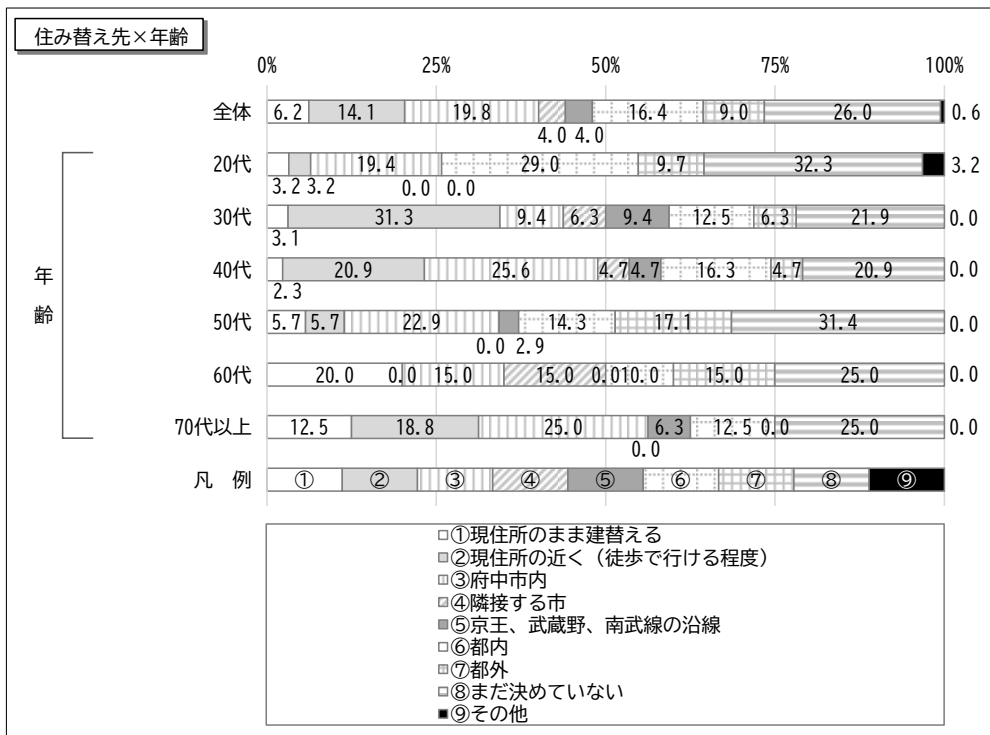 住み替え先×年齢
0% 25% 50% 75% 100%
全体 6.2 14.1 19.8 16.4 9.0 26.0 0.6
4.0 4.0
20代 19.4 29.0 9.7 32.3 3.2
3.2 3.2 0.0 0.0
30代 31.3 9.4 6.3 9.4 12.5 6.3 21.9 0.0
3.1
年齢
40代 20.9 25.6 4.7 4.7 16.3 4.7 20.9 0.0
2.3
50代 5.7 5.7 22.9 14.3 17.1 31.4 0.0
0.0 2.9
60代 20.0 0.0 15.0 15.0 0.0 10.0 15.0 25.0 0.0
70代以上 12.5 18.8 25.0 6.3 12.5 0.0 25.0 0.0
0.0
凡 例 ① ② ③ ④ ⑤ ⑥ ⑦ ⑧ ⑨
①現住所のまま建替える
②現住所の近く（徒歩で行ける程度）
③府中市内
④隣接する市
⑤京王、武蔵野、南武線の沿線
⑥都内
⑦都外
⑧まだ決めていない
⑨その他